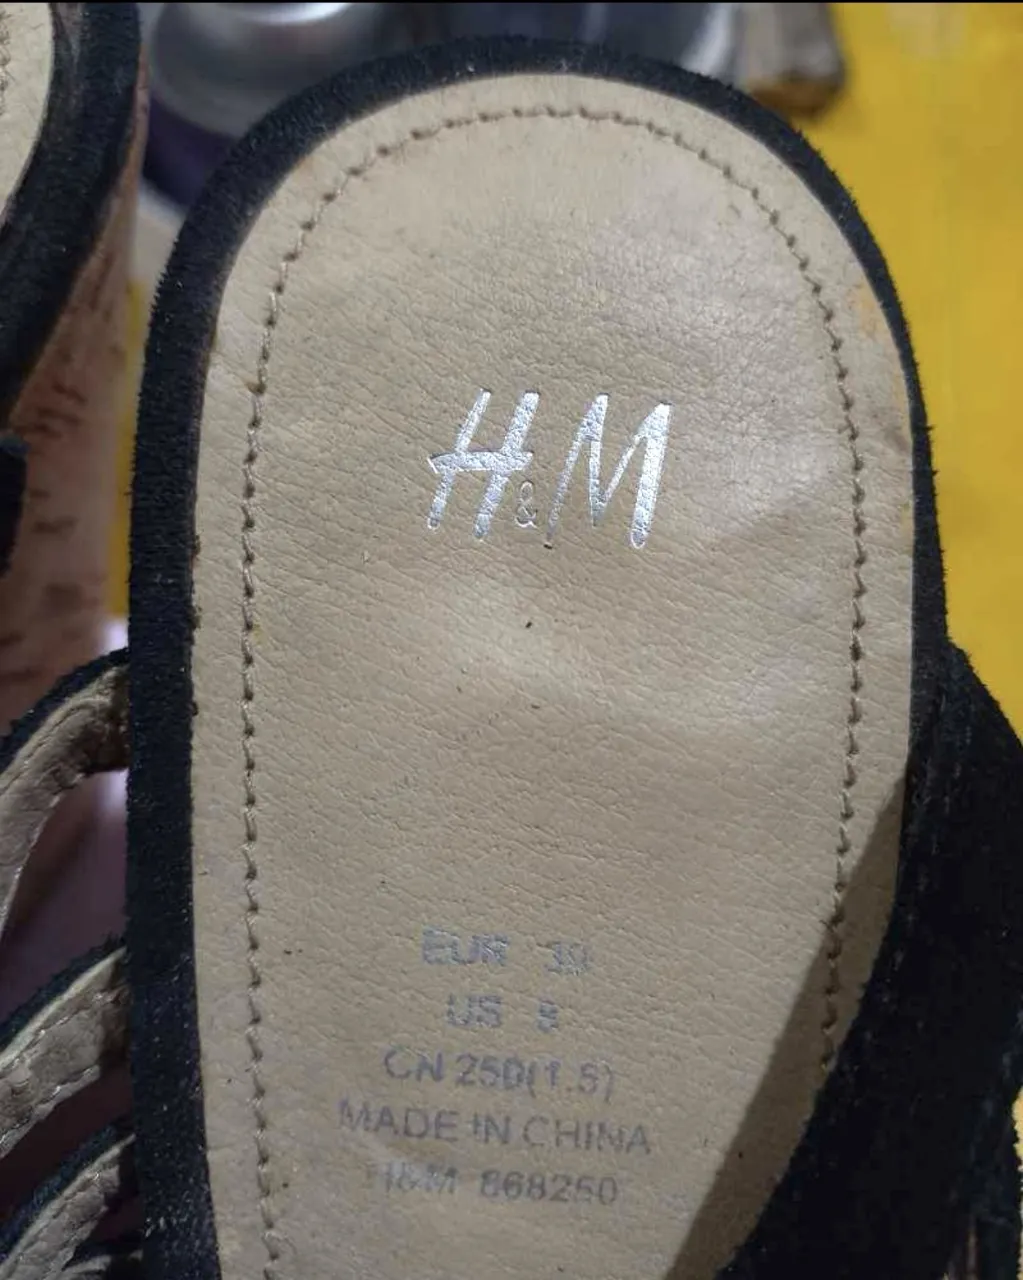 H&M
EUR 39
US 8
CN 250(1.5)
MADE IN CHINA
H&M 868250